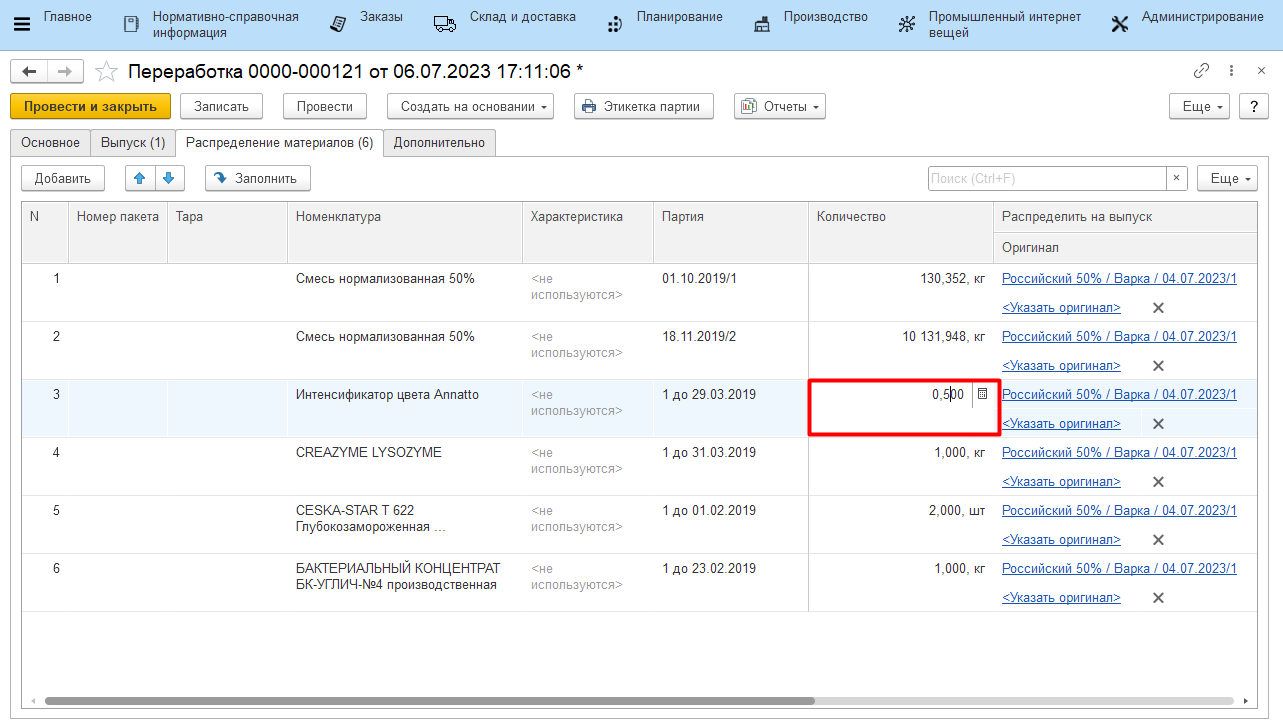 Главное
Нормативно-справочная
информация
Заказы
Склад и доставка
Планирование
Производство
Промышленный интернет
вещей
Администрирование
Переработка 0000-000121 от 06.07.2023 17:11:06 *
Провести и закрыть
Записать
Провести
Создать на основании
Этикетка партии
Отчеты
Еще
?
Основное
Выпуск (1)
Распределение материалов (6)
Дополнительно
Добавить
Заполнить
Поиск (Ctrl+F)
×
Еще
N
Номер пакета
Тара
Номенклатура
Характеристика
Партия
Количество
Распределить на выпуск
Оригинал
1
Смесь нормализованная 50%
<не
используются>
01.10.2019/1
130,352, кг
Российский 50% / Варка / 04.07.2023/1
<Указать оригинал>
2
Смесь нормализованная 50%
<не
используются>
18.11.2019/2
10 131,948, кг
Российский 50% / Варка / 04.07.2023/1
<Указать оригинал>
3
Интенсификатор цвета Annatto
<не
используются>
1 до 29.03.2019
0,500
Российский 50% / Варка / 04.07.2023/1
<Указать оригинал>
4
CREAZYME LYSOZYME
<не
используются>
1 до 31.03.2019
1,000, кг
Российский 50% / Варка / 04.07.2023/1
<Указать оригинал>
5
CESKA-STAR T 622
Глубокозамороженная ...
<не
используются>
1 до 01.02.2019
2,000, шт
Российский 50% / Варка / 04.07.2023/1
<Указать оригинал>
6
БАКТЕРИАЛЬНЫЙ КОНЦЕНТРАТ
БК-УГЛИЧ-№4 производственная
<не
используются>
1 до 23.02.2019
1,000, кг
Российский 50% / Варка / 04.07.2023/1
<Указать оригинал>